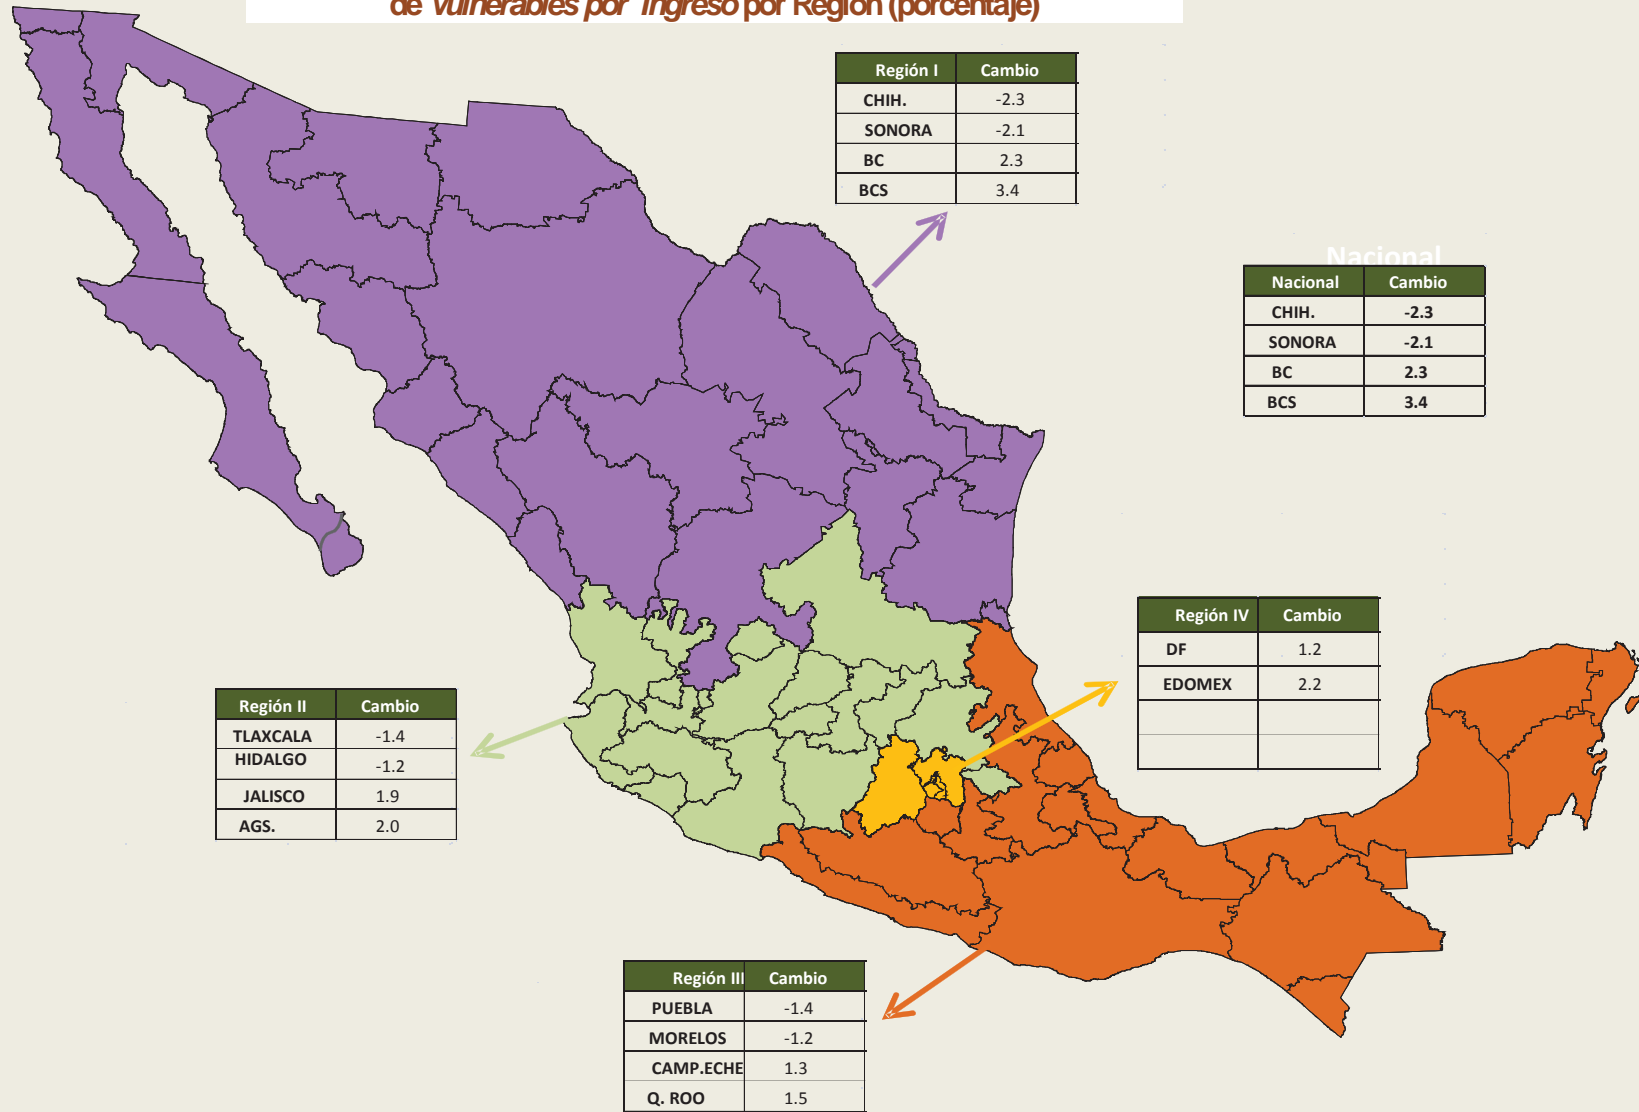 de Vulnerables por Ingreso por Región (porcentaje)
Región I Cambio
CHIH. -2.3
SONORA -2.1
BC 2.3
BCS 3.4
Nacional
Nacional Cambio
CHIH. -2.3
SONORA -2.1
BC 2.3
BCS 3.4
Región IV Cambio
DF 1.2
EDOMEX 2.2
Región II Cambio
TLAXCALA -1.4
HIDALGO -1.2
JALISCO 1.9
AGS. 2.0
Región III Cambio
PUEBLA -1.4
MORELOS -1.2
CAMP.ECHE 1.3
Q. ROO 1.5